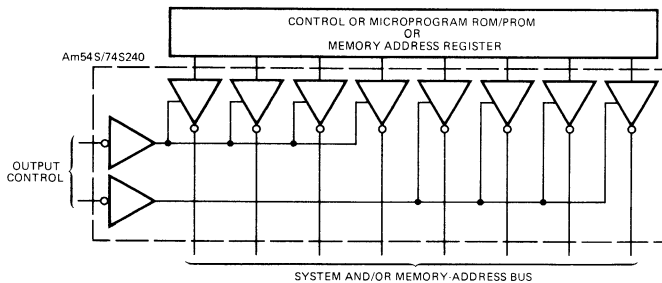 CONTROL OR MICROPROGRAM ROM/PROM
OR
MEMORY ADDRESS REGISTER
Am54S/74S240
OUTPUT
CONTROL
SYSTEM AND/OR MEMORY-ADDRESS BUS